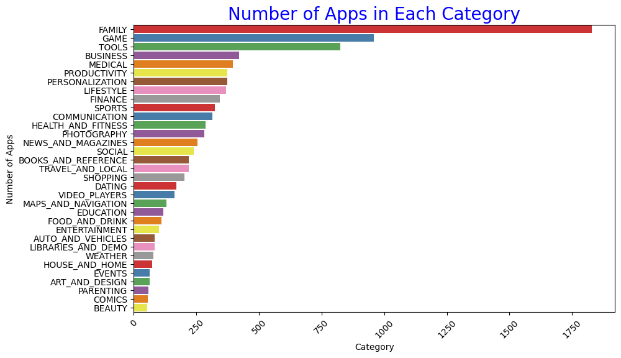 Number of Apps in Each Category
Number of Apps
FAMILY
GAME
TOOLS
BUSINESS
MEDICAL
PRODUCTIVITY
PERSONALIZATION
LIFESTYLE
FINANCE
SPORTS
COMMUNICATION
HEALTH_AND_FITNESS
PHOTOGRAPHY
NEWS_AND_MAGAZINES
SOCIAL
BOOKS_AND_REFERENCE
TRAVEL_AND_LOCAL
SHOPPING
DATING
VIDEO_PLAYERS
MAPS_AND_NAVIGATION
EDUCATION
FOOD_AND_DRINK
ENTERTAINMENT
AUTO_AND_VEHICLES
LIBRARIES_AND_DEMO
WEATHER
HOUSE_AND_HOME
EVENTS
ART_AND_DESIGN
PARENTING
COMICS
BEAUTY
0 250 500 750 1000 1250 1500 1750
Category